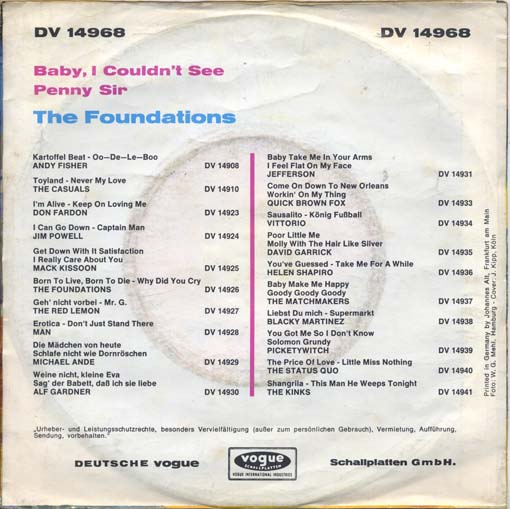 DV 14968
DV 14968
Baby, I Couldn't See
Penny Sir
The Foundations
Kartoffel Beat - Oo—De—Le—Boo
ANDY FISHER DV 14908
Toyland - Never My Love
THE CASUALS DV 14910
I'm Alive - Keep On Loving Me
DON FARDON DV 14923
I Can Go Down - Captain Man
JIM POWELL DV 14924
Get Down With It Satisfaction
I Really Care About You
MACK KISSOON DV 14925
Born To Live, Born To Die - Why Did You Cry
THE FOUNDATIONS DV 14926
Geh' nicht vorbei - Mr. G.
THE RED LEMON DV 14927
Erotica - Don't Just Stand There
MAN DV 14928
Die Mädchen von heute
Schlafe nicht wie Dornröschen
MICHAEL ANDE DV 14929
Weine nicht, kleine Eva
Sag' der Babett, daß ich sie liebe
ALF GARDNER DV 14930
Baby Take Me In Your Arms
I Feel Flat On My Face
JEFFERSON DV 14931
Come On Down To New Orleans
Workin' On My Thing
QUICK BROWN FOX DV 14933
Sausalito - König Fußball
VITTORIO DV 14934
Poor Little Me
Molly With The Hair Like Silver
DAVID GARRICK DV 14935
You've Guessed - Take Me For A While
HELEN SHAPIRO DV 14936
Baby Make Me Happy
Goody Goody Goody
THE MATCHMAKERS DV 14937
Liebst Du mich - Supermarkt
BLACKY MARTINEZ DV 14938
You Got Me So I Don't Know
Solomon Grundy
PICKETYWITCH DV 14939
The Price Of Love - Little Miss Nothing
THE STATUS QUO DV 14940
Shangrila - This Man He Weeps Tonight
THE KINKS DV 14941
Printed in Germany by Johannes Alt, Frankfurt am Main
Foto: W. G. Mehl, Hamburg - Cover: J. Kipp, Köln
„Urheber- und Leistungsschutzrechte, besonders Vervielfältigung (außer zum persönlichen Gebrauch), Vermietung, Aufführung,
Sendung, vorbehalten."
DEUTSCHE vogue
vogue
SCHALLPLATTEN
VOGUE INTERNATIONAL INDUSTRIES
Schallplatten GmbH.